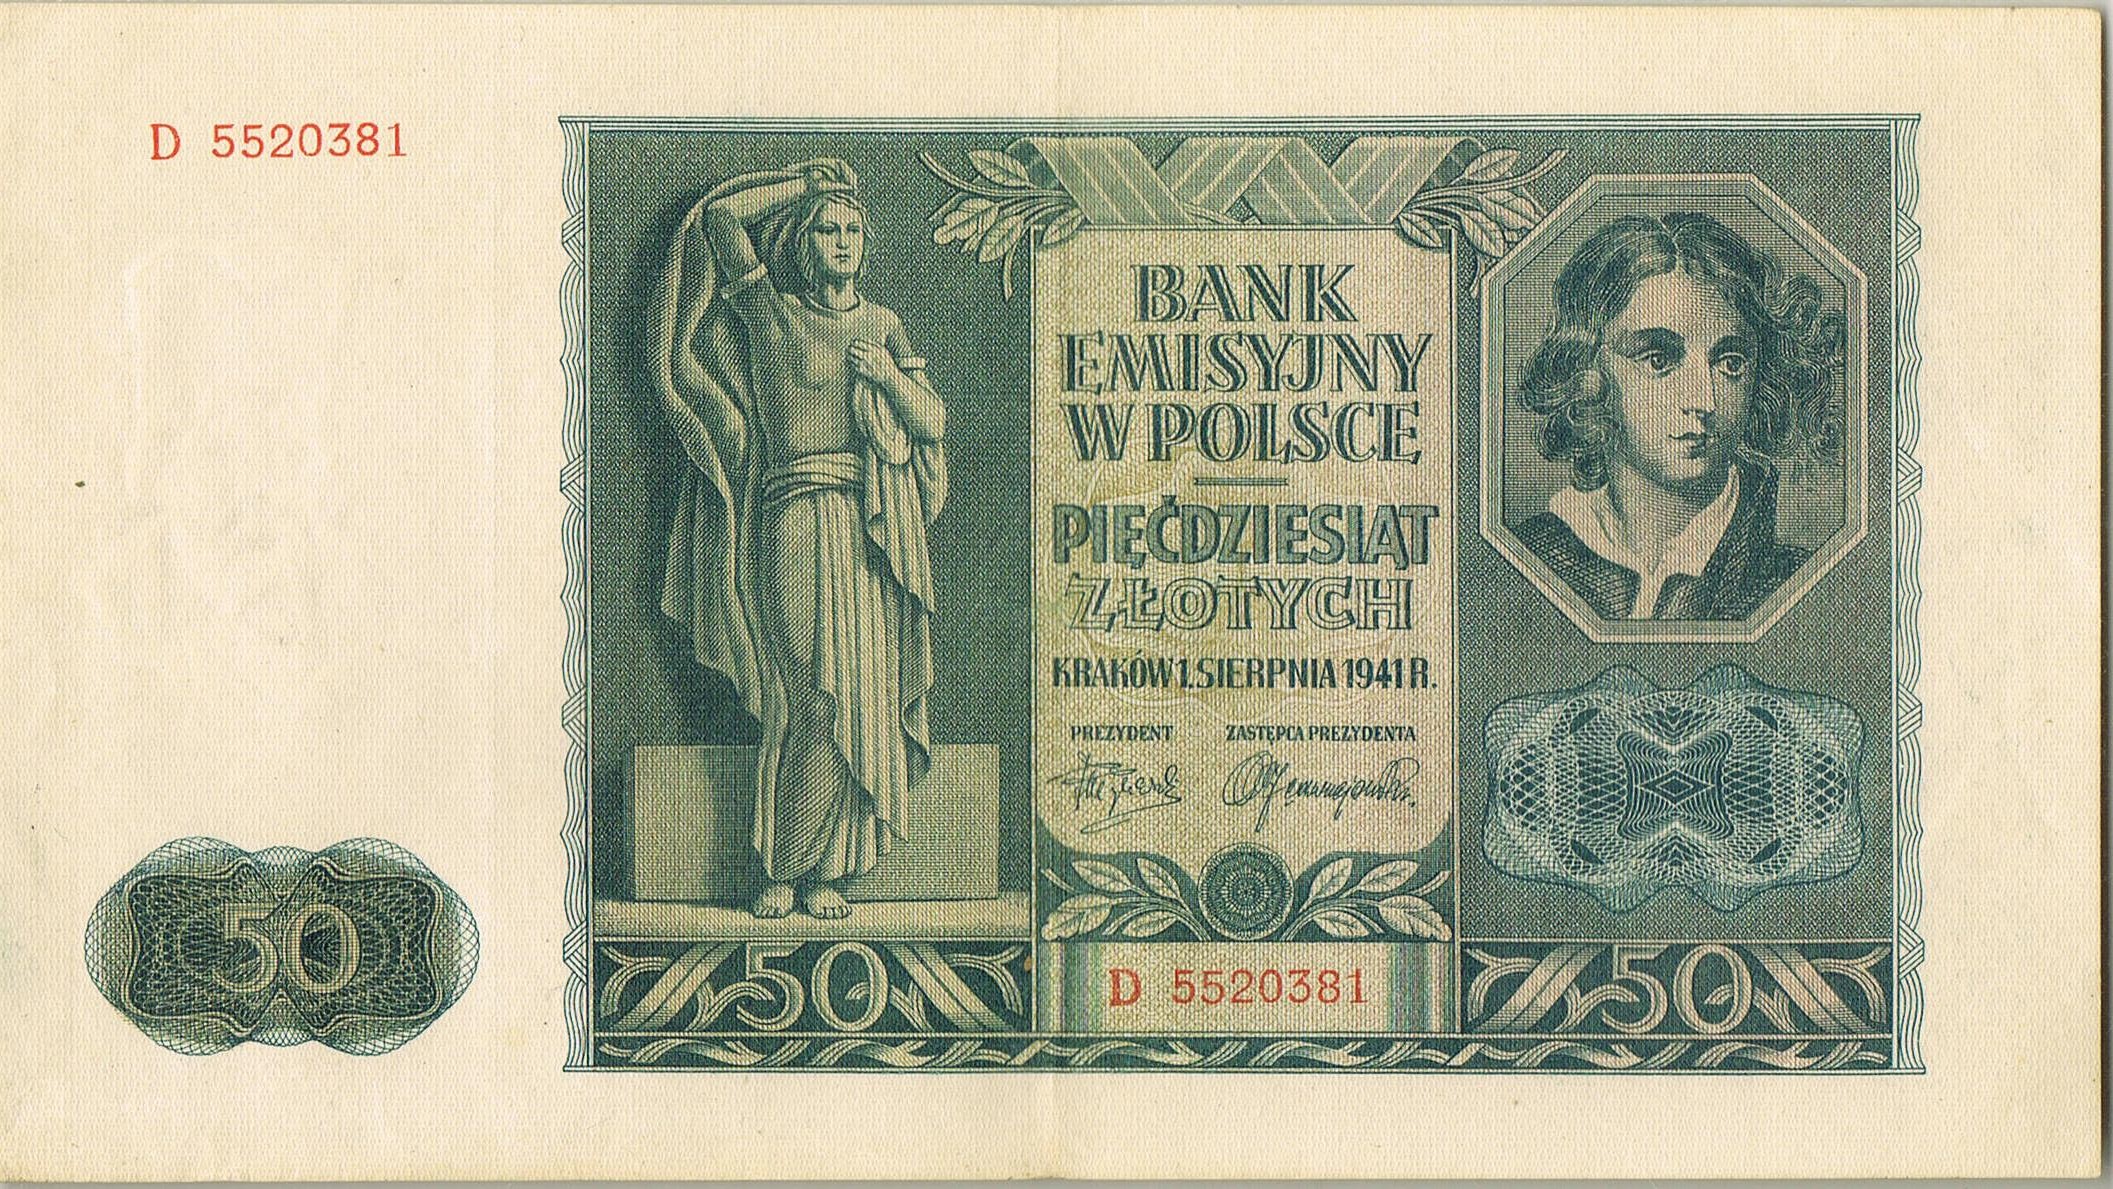 D 5520381
BANK
EMISYJNY
W POLSCE
PIĘĆDZIESIĄT
ZŁOTYCH
KRAKÓW 1. SIERPNIA 1941 R.
PREZYDENT ZASTĘPCA PREZYDENTA
50
50 D 5520381 50